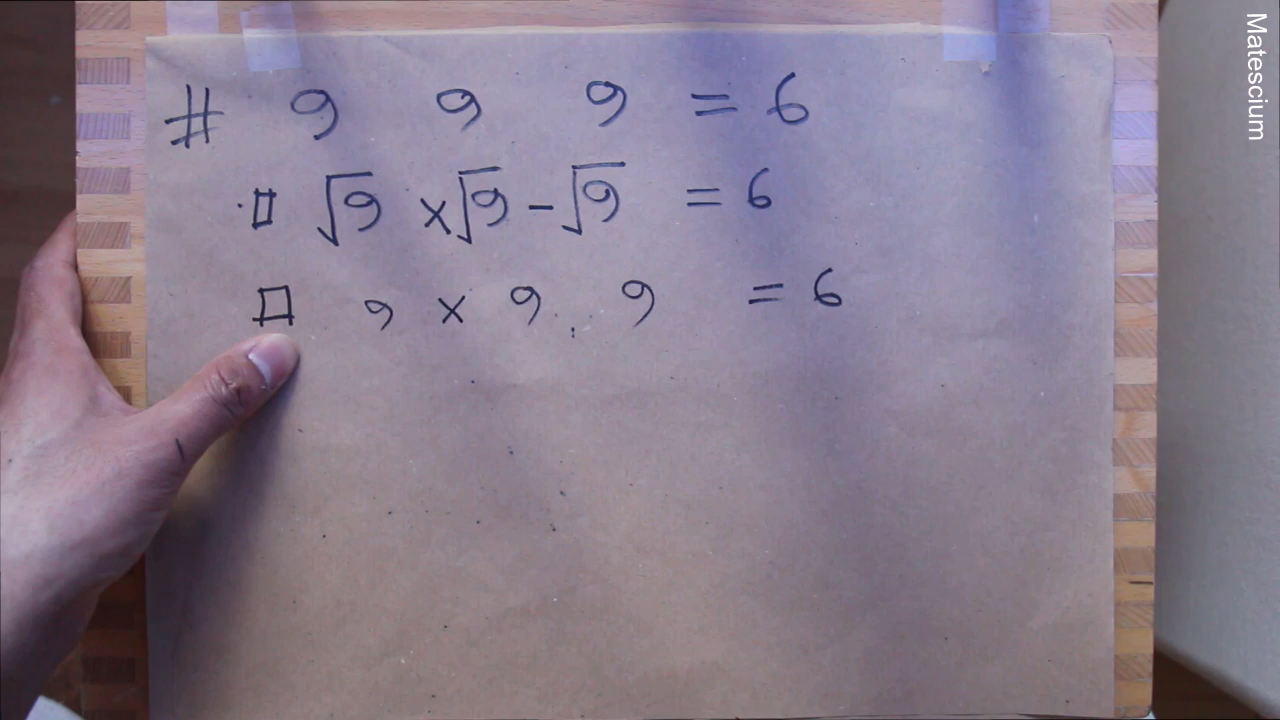 # 9 9 9 = 6
√9 × √9 - √9 = 6
9 × 9 9 = 6
Matescium